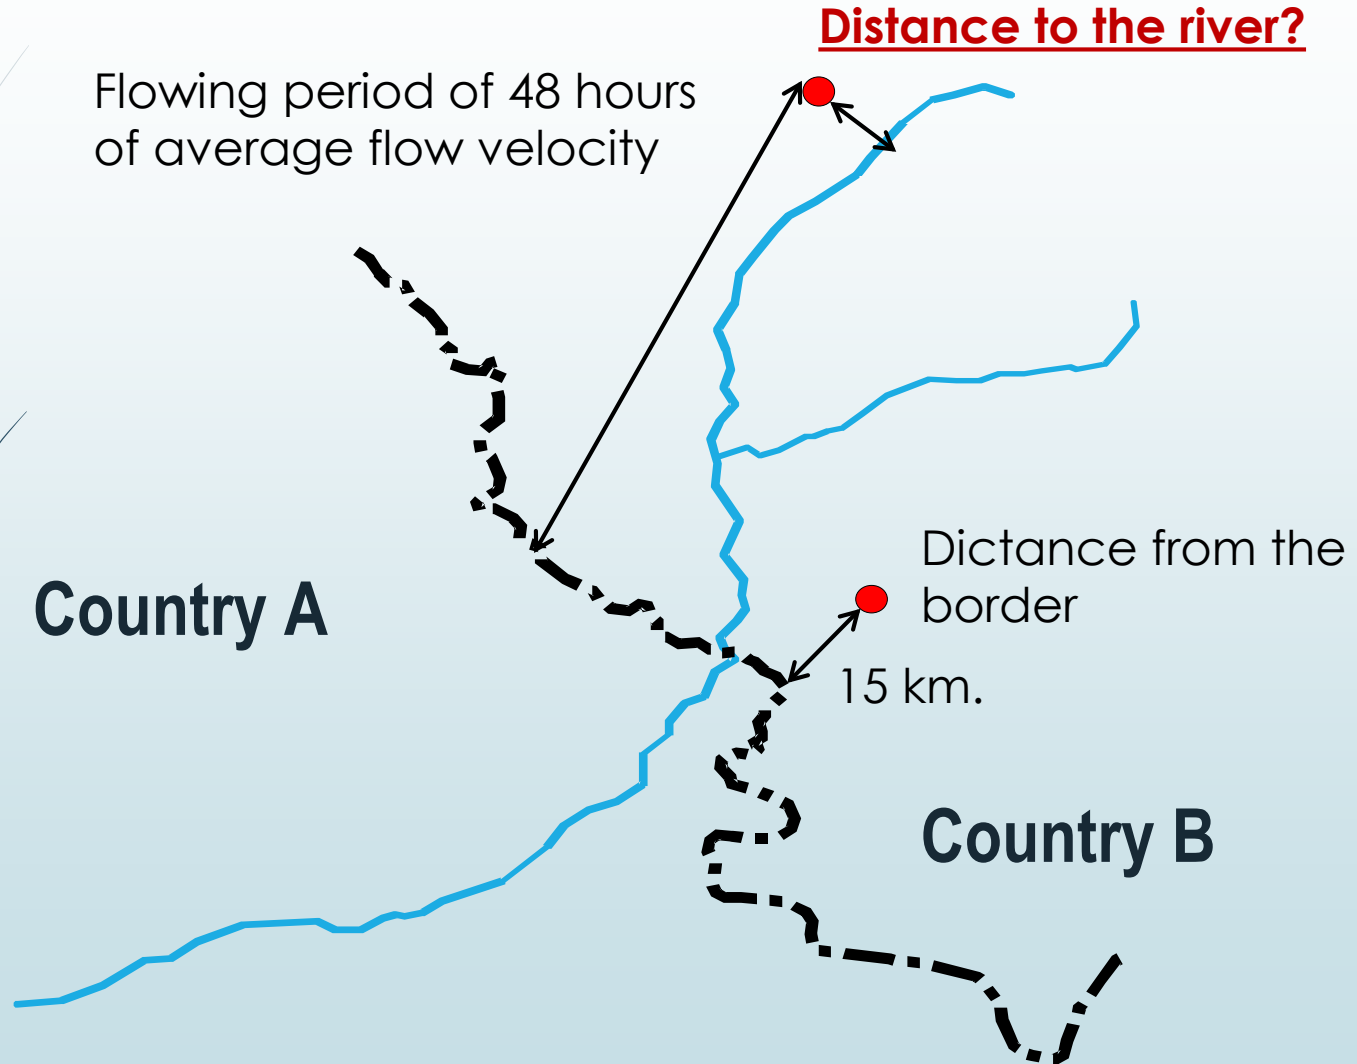 Distance to the river?
Flowing period of 48 hours
of average flow velocity
Dictance from the
border
Country A
15 km.
Country B